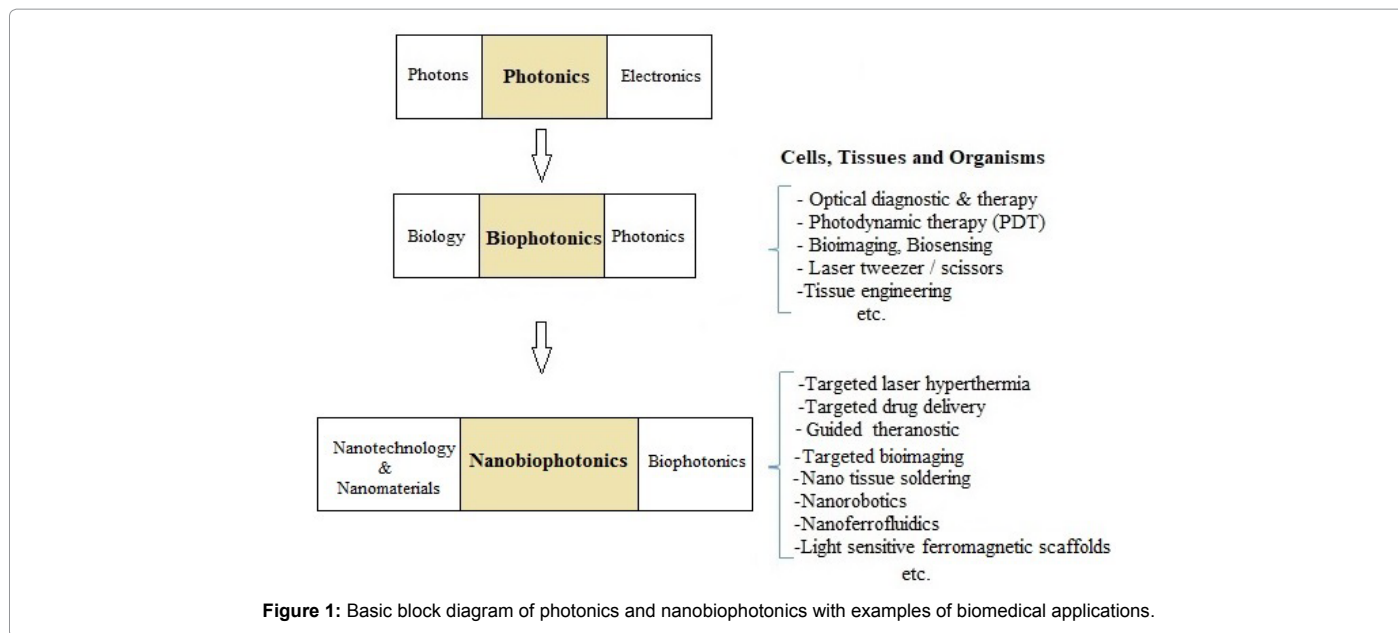 Photons Photonics Electronics
Cells, Tissues and Organisms
Biology Biophotonics Photonics
- Optical diagnostic & therapy
- Photodynamic therapy (PDT)
- Bioimaging, Biosensing
- Laser tweezer / scissors
-Tissue engineering
etc.
Nanotechnology
&
Nanomaterials
Nanobiophotonics
Biophotonics
-Targeted laser hyperthermia
-Targeted drug delivery
- Guided theranostic
-Targeted bioimaging
-Nano tissue soldering
-Nanorobotics
-Nanoferrofluidics
-Light sensitive ferromagnetic scaffolds
etc.
Figure 1: Basic block diagram of photonics and nanobiophotonics with examples of biomedical applications.